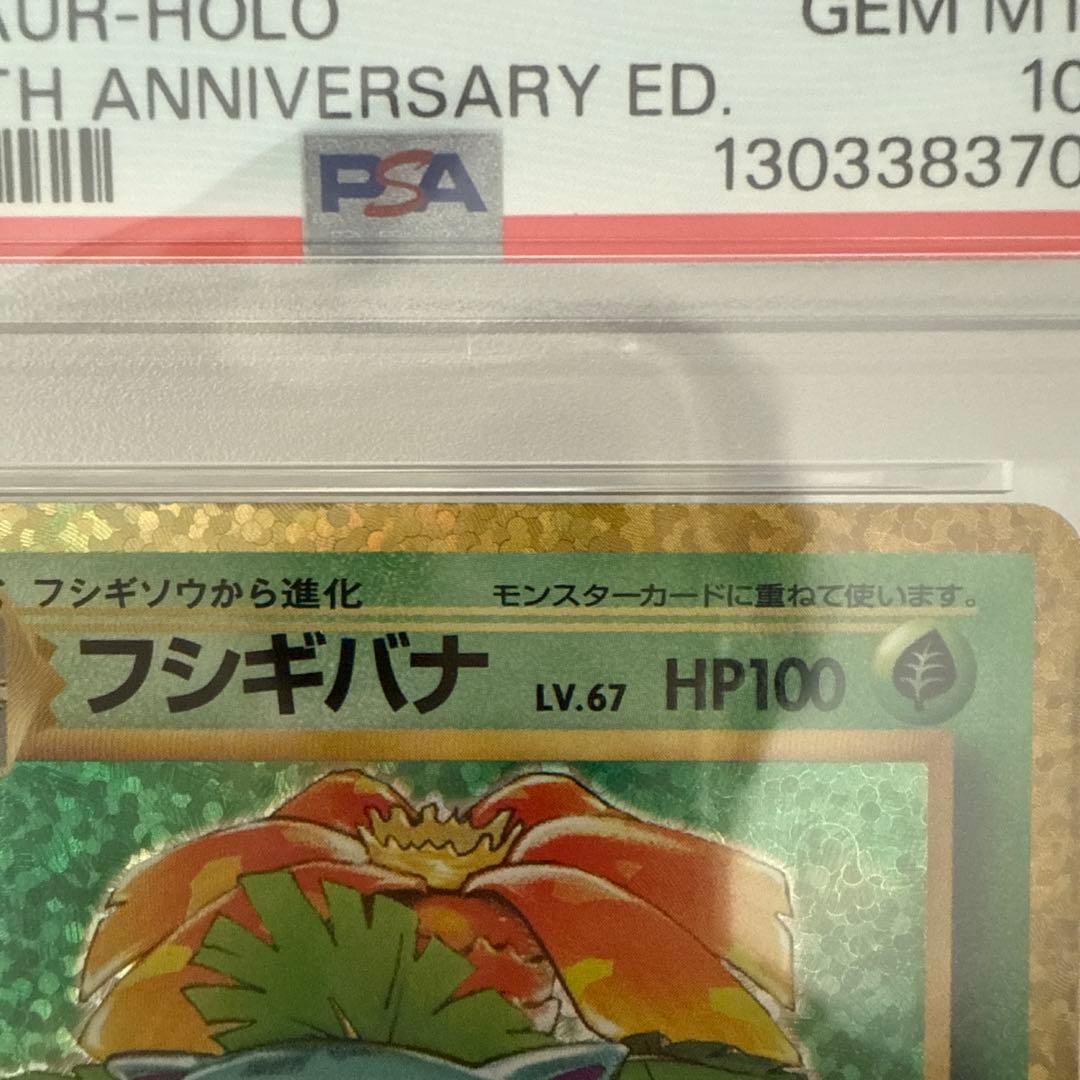 AUR-HOLO GEM MT
TH ANNIVERSARY ED. 10
PSA 130338370
フシギソウから進化 モンスターカードに重ねて使います。
フシギバナ LV.67 HP100